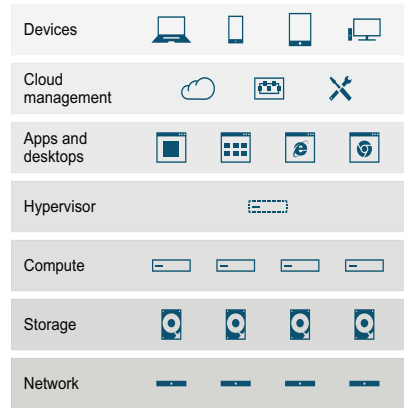 Devices
Cloud
management
Apps and
desktops
Hypervisor
Compute
Storage
Network